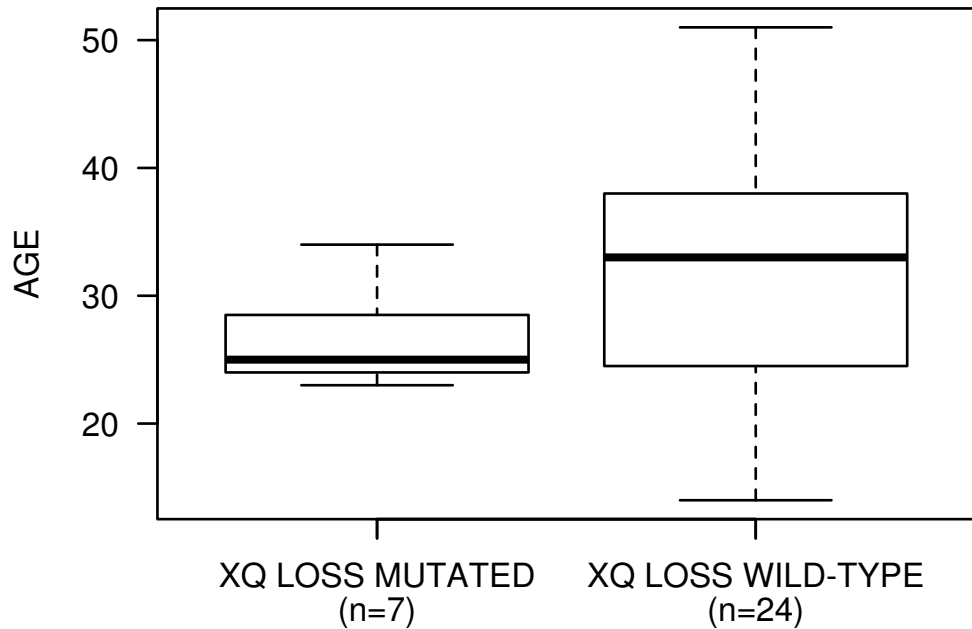 50
40
30
20
AGE
XQ LOSS MUTATED
(n=7)
XQ LOSS WILD-TYPE
(n=24)